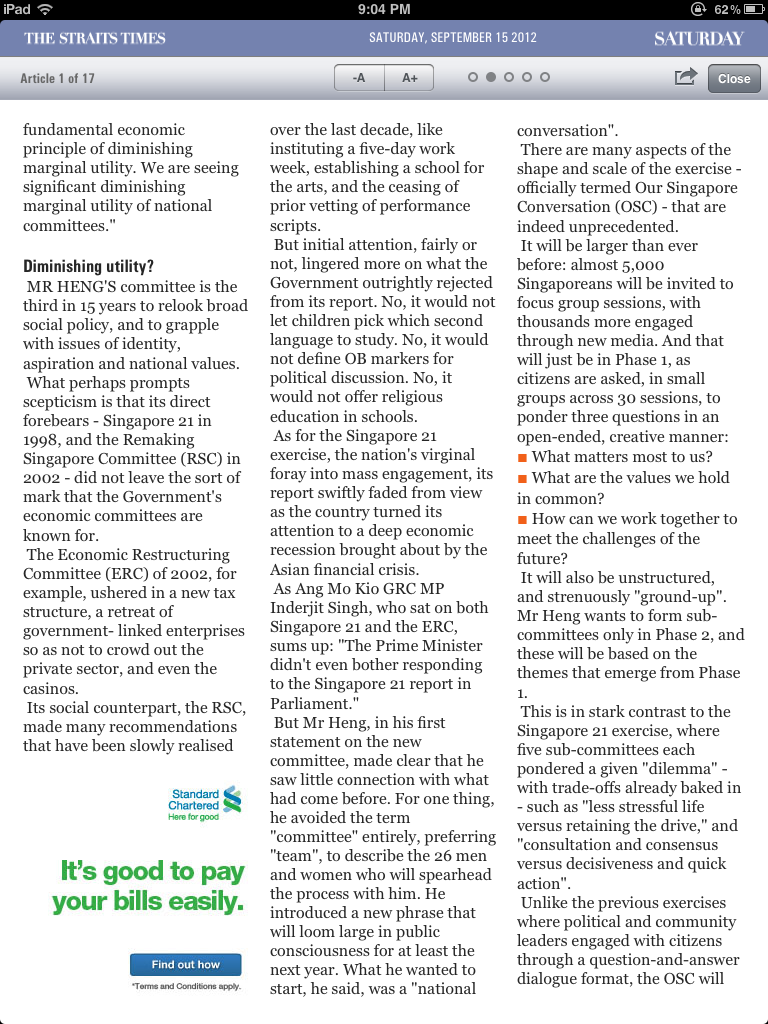 iPad
9:04 PM
62%
THE STRAITS TIMES
SATURDAY, SEPTEMBER 15 2012
SATURDAY
Article 1 of 17
-A
A+
Close
fundamental economic
principle of diminishing
marginal utility. We are seeing
significant diminishing
marginal utility of national
committees."
Diminishing utility?
MR HENG'S committee is the
third in 15 years to relook broad
social policy, and to grapple
with issues of identity,
aspiration and national values.
What perhaps prompts
scepticism is that its direct
forebears - Singapore 21 in
1998, and the Remaking
Singapore Committee (RSC) in
2002 - did not leave the sort of
mark that the Government's
economic committees are
known for.
The Economic Restructuring
Committee (ERC) of 2002, for
example, ushered in a new tax
structure, a retreat of
government- linked enterprises
so as not to crowd out the
private sector, and even the
casinos.
Its social counterpart, the RSC,
made many recommendations
that have been slowly realised
Standard
Chartered
Here for good
It's good to pay
your bills easily.
Find out how
*Terms and Conditions apply.
over the last decade, like
instituting a five-day work
week, establishing a school for
the arts, and the ceasing of
prior vetting of performance
scripts.
But initial attention, fairly or
not, lingered more on what the
Government outrightly rejected
from its report. No, it would not
let children pick which second
language to study. No, it would
not define OB markers for
political discussion. No, it
would not offer religious
education in schools.
As for the Singapore 21
exercise, the nation's virginal
foray into mass engagement, its
report swiftly faded from view
as the country turned its
attention to a deep economic
recession brought about by the
Asian financial crisis.
As Ang Mo Kio GRC MP
Inderjit Singh, who sat on both
Singapore 21 and the ERC,
sums up: "The Prime Minister
didn't even bother responding
to the Singapore 21 report in
Parliament."
But Mr Heng, in his first
statement on the new
committee, made clear that he
saw little connection with what
had come before. For one thing,
he avoided the term
"committee" entirely, preferring
"team", to describe the 26 men
and women who will spearhead
the process with him. He
introduced a new phrase that
will loom large in public
consciousness for at least the
next year. What he wanted to
start, he said, was a "national
conversation".
There are many aspects of the
shape and scale of the exercise -
officially termed Our Singapore
Conversation (OSC) - that are
indeed unprecedented.
It will be larger than ever
before: almost 5,000
Singaporeans will be invited to
focus group sessions, with
thousands more engaged
through new media. And that
will just be in Phase 1, as
citizens are asked, in small
groups across 30 sessions, to
ponder three questions in an
open-ended, creative manner:
■ What matters most to us?
■ What are the values we hold
in common?
■ How can we work together to
meet the challenges of the
future?
It will also be unstructured,
and strenuously "ground-up".
Mr Heng wants to form sub-
committees only in Phase 2, and
these will be based on the
themes that emerge from Phase
1.
This is in stark contrast to the
Singapore 21 exercise, where
five sub-committees each
pondered a given "dilemma" -
with trade-offs already baked in
- such as "less stressful life
versus retaining the drive," and
"consultation and consensus
versus decisiveness and quick
action".
Unlike the previous exercises
where political and community
leaders engaged with citizens
through a question-and-answer
dialogue format, the OSC will